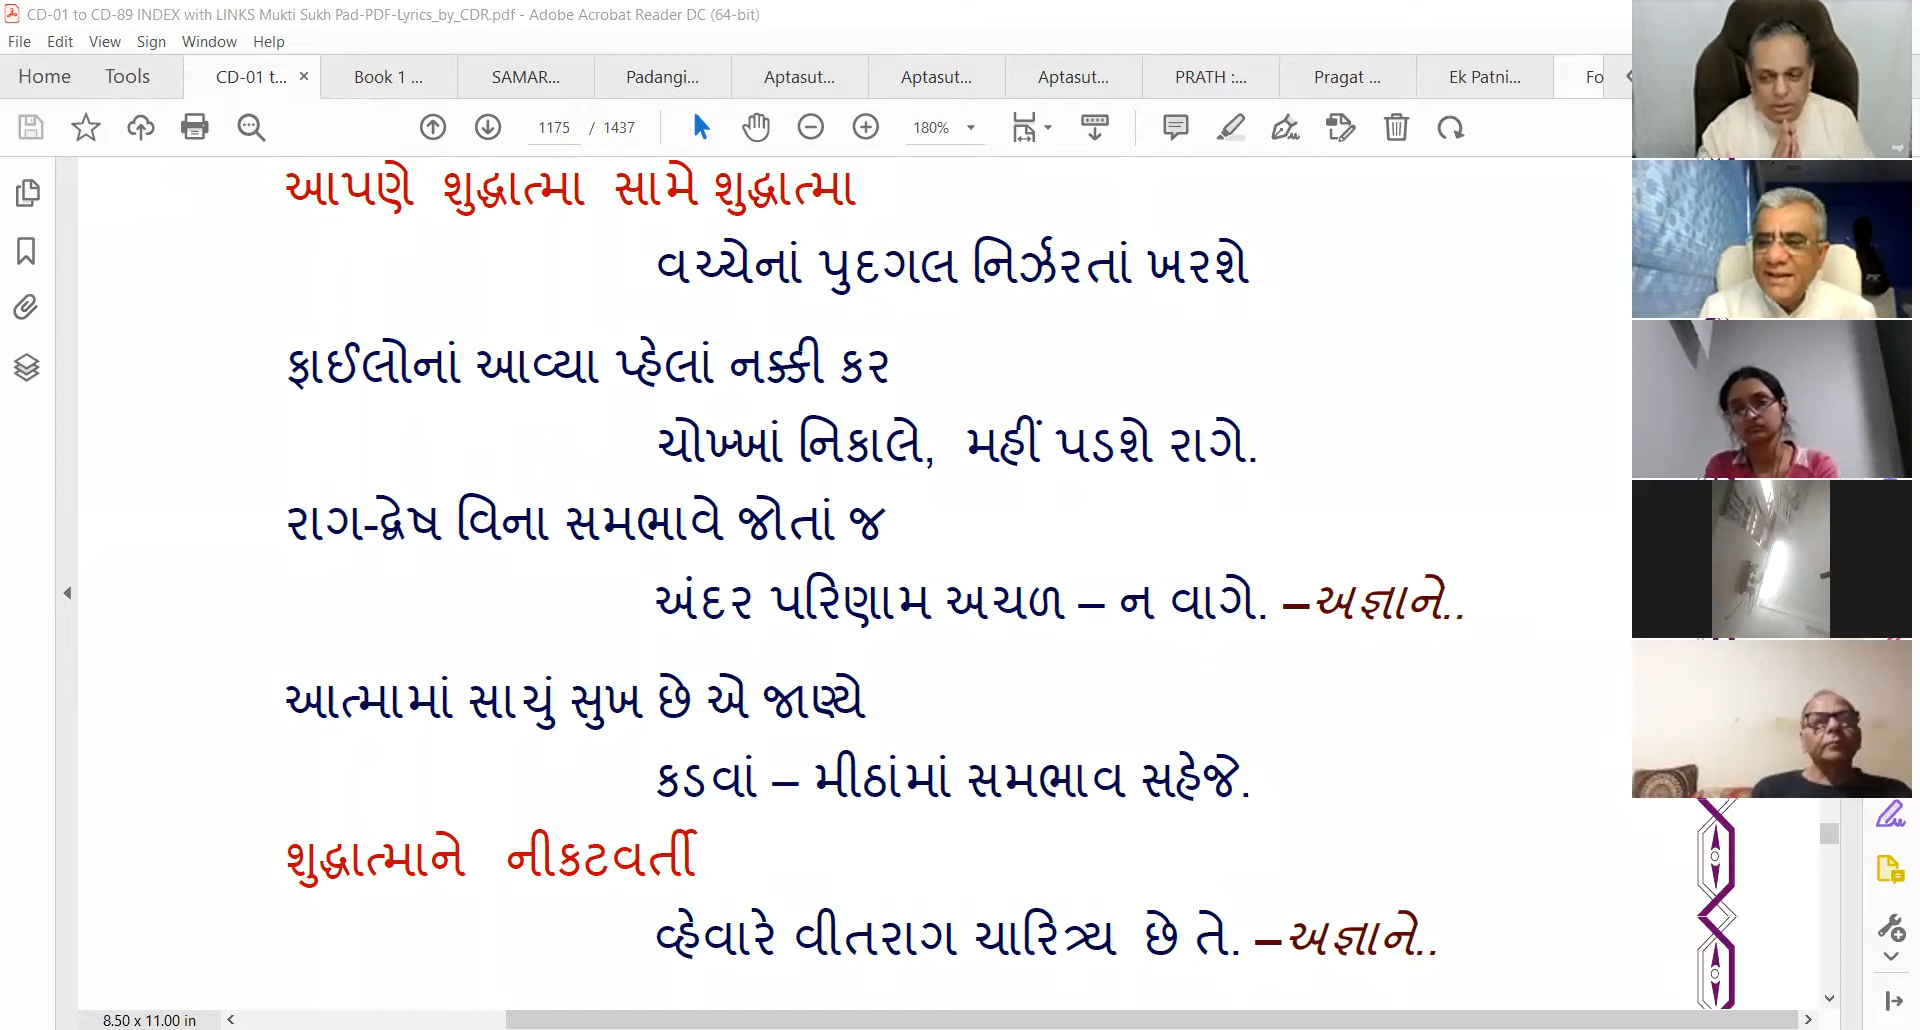 CD-01 to CD-89 INDEX with LINKS Mukti Sukh Pad-PDF-Lyrics_by_CDR.pdf - Adobe Acrobat Reader DC (64-bit)
File Edit View Sign Window Help
Home Tools CD-01 t... × Book 1 ... SAMAR... Padangi... Aptasut... Aptasut... Aptasut... PRATH :... Pragat ... Ek Patni... Fo
1175 / 1437 180%
આપણે શુદ્ધાત્મા સામે શુદ્ધાત્મા
વચ્ચેનાં પુદગલ નિર્ઝરતાં ખરશે
ફાઈલોનાં આવ્યા પ્હેલાં નક્કી કર
ચોખ્ખાં નિકાલે, મહીં પડશે રાગે.
રાગ-દ્વેષ વિના સમભાવે જોતાં જ
અંદર પરિણામ અચળ – ન વાગે. –અજ્ઞાને..
આત્મામાં સાચું સુખ છે એ જાણ્યે
કડવાં – મીઠાંમાં સમભાવ સહેજે.
શુદ્ધાત્માને નીકટવર્તી
વ્હેવારે વીતરાગ ચારિત્ર્ય છે તે. –અજ્ઞાને..
8.50 x 11.00 in